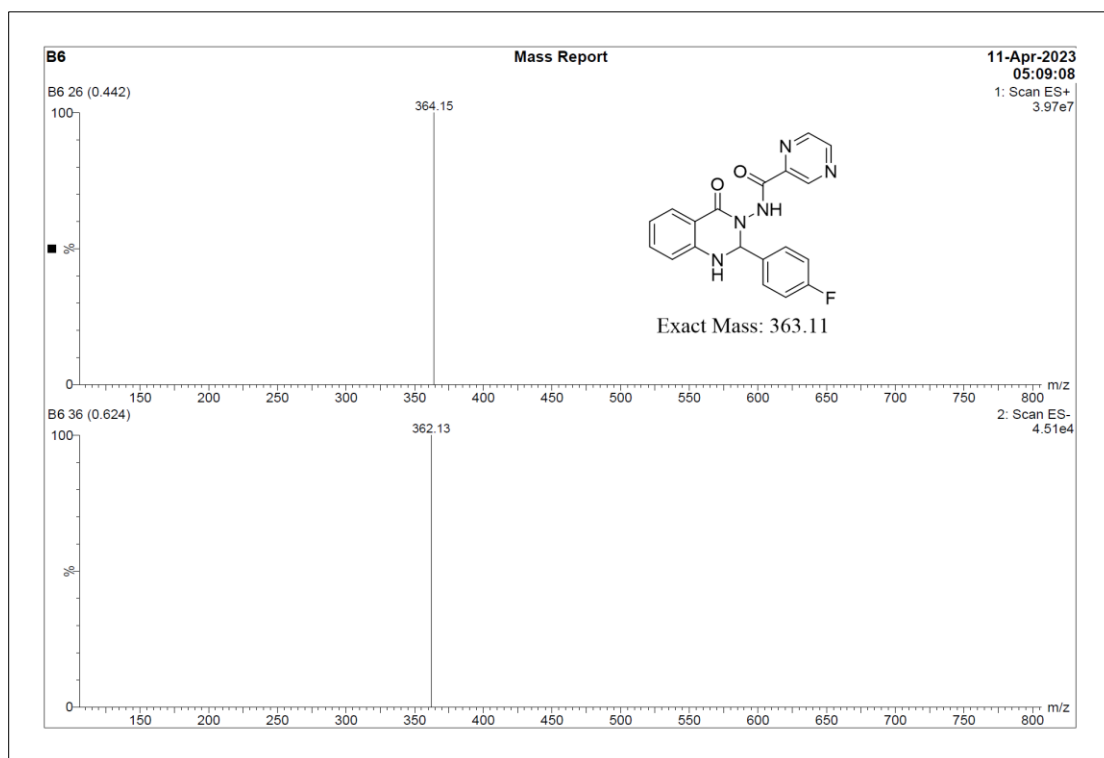 B6 Mass Report 11-Apr-2023
05:09:08
B6 26 (0.442) 1: Scan ES+
3.97e7
100
364.15
%
0
150 200 250 300 350 400 450 500 550 600 650 700 750 800 m/z
O
N
H
N
O
NH
N
N
F
Exact Mass: 363.11
B6 36 (0.624) 2: Scan ES-
4.51e4
100
362.13
%
0
150 200 250 300 350 400 450 500 550 600 650 700 750 800 m/z